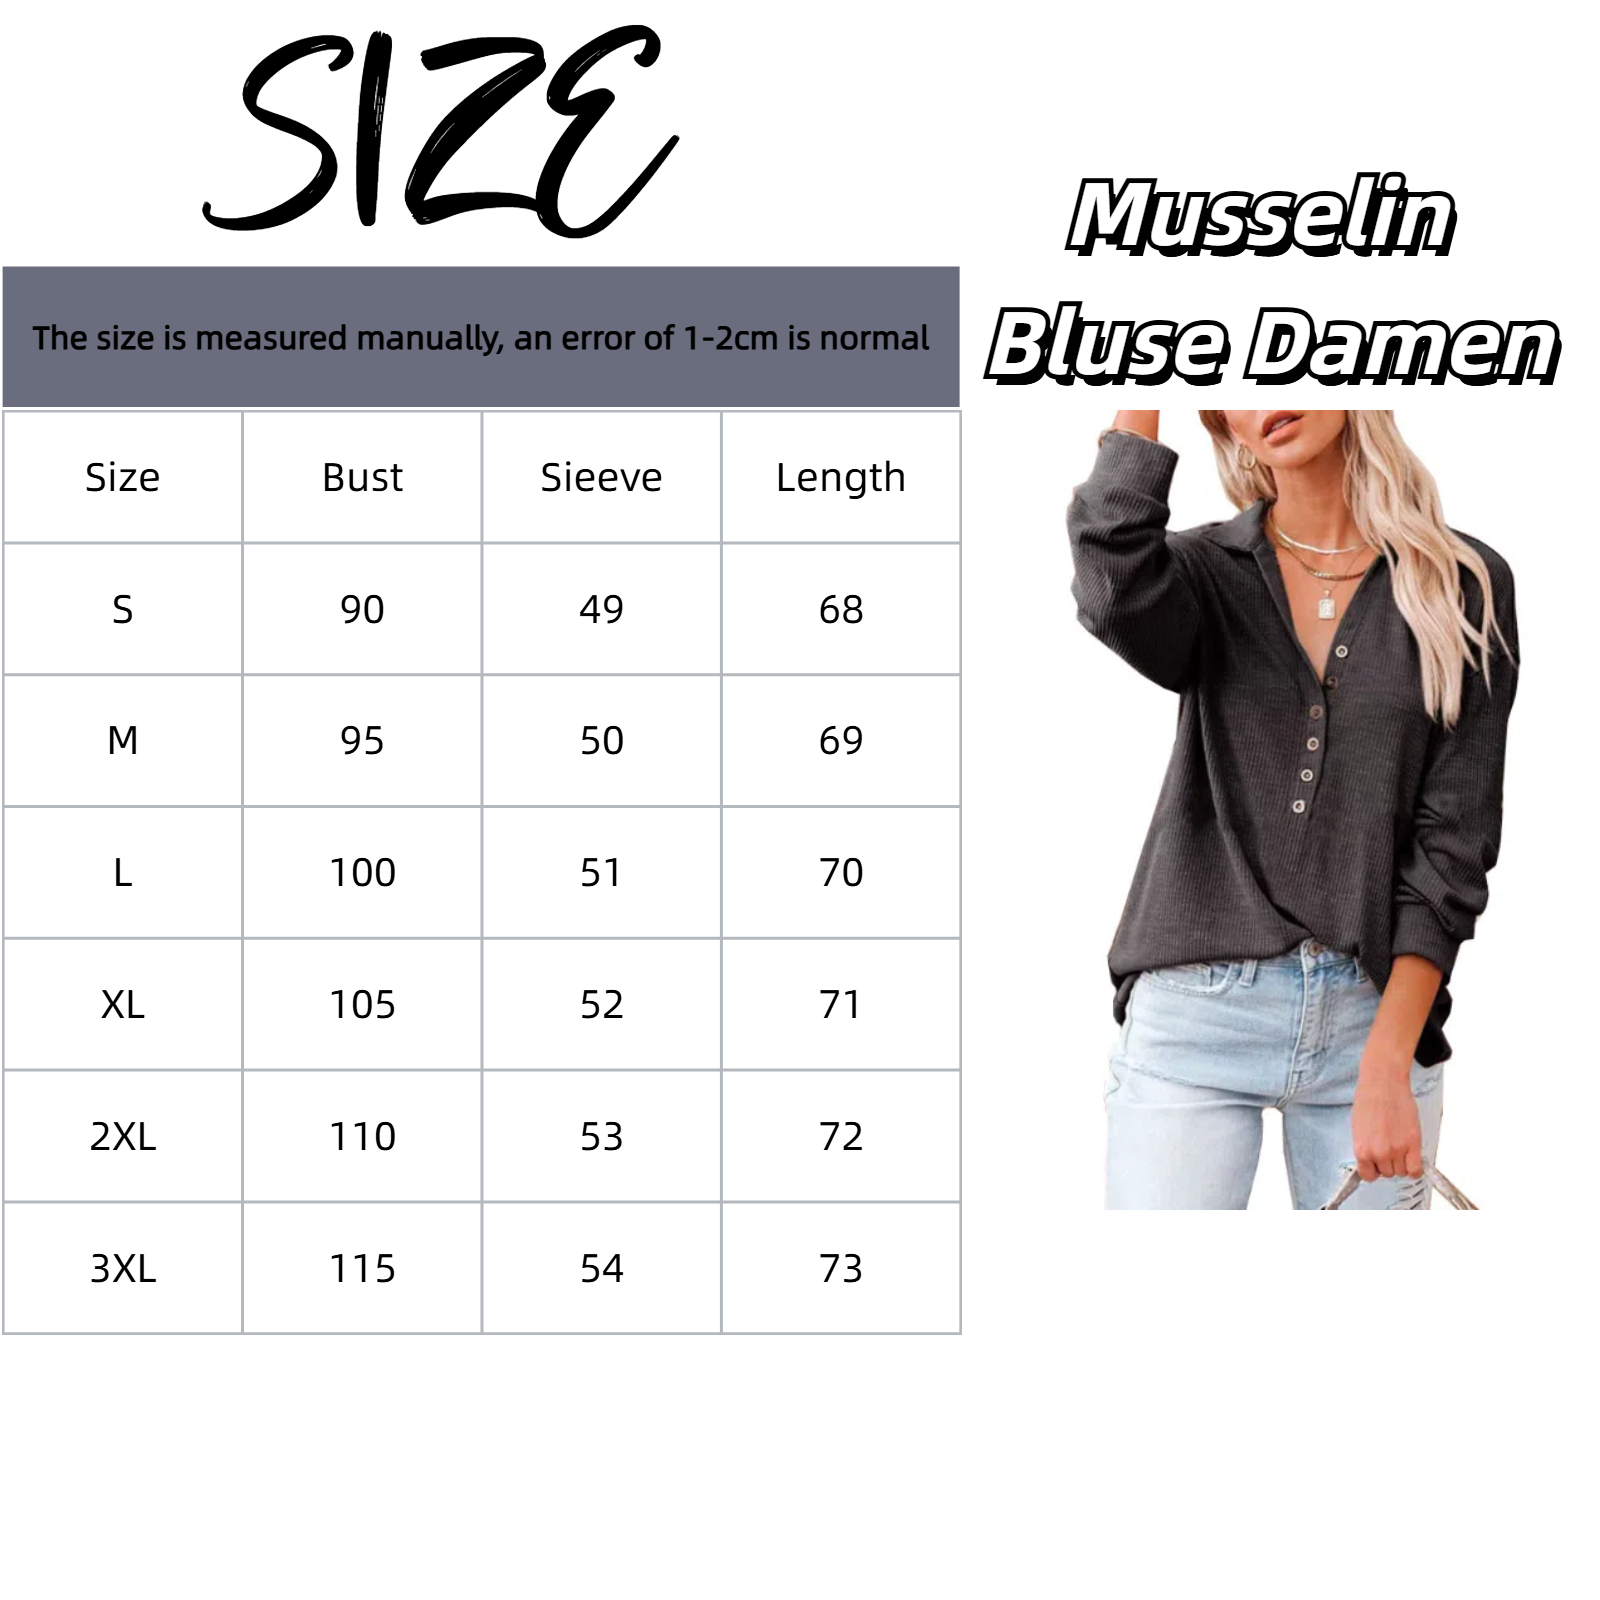 SIZE
Musselin
Bluse Damen
The size is measured manually, an error of 1-2cm is normal
Size Bust Sieeve Length
S 90 49 68
M 95 50 69
L 100 51 70
XL 105 52 71
2XL 110 53 72
3XL 115 54 73